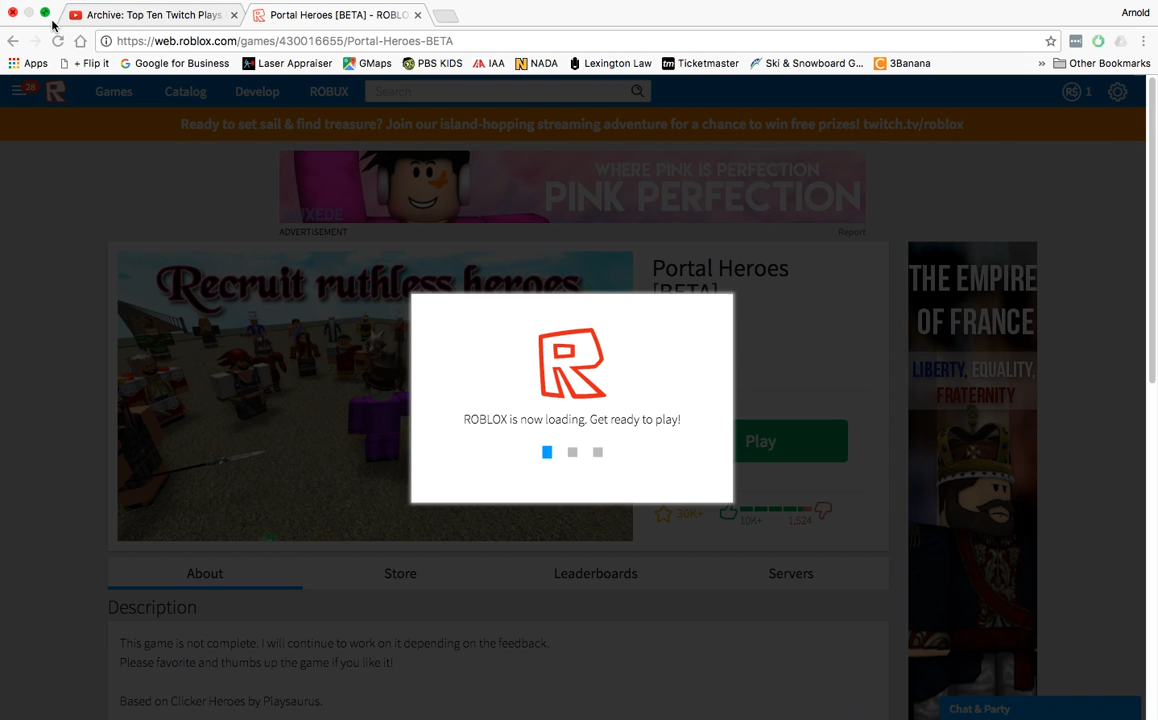 Archive: Top Ten Twitch Plays
Portal Heroes [BETA] - ROBLO
Arnold
https://web.roblox.com/games/430016655/Portal-Heroes-BETA
Apps + Flip it Google for Business Laser Appraiser GMaps PBS KIDS IAA NADA Lexington Law Ticketmaster Ski & Snowboard G... 3Banana » Other Bookmarks
28 Games Catalog Develop ROBUX Search R$ 1
Ready to set sail & find treasure? Join our island-hopping streaming adventure for a chance to win free prizes! twitch.tv/roblox
WHERE PINK IS PERFECTION
PINK PERFECTION
ADVERTISEMENT Report
Recruit ruthless heroes
Portal Heroes
[BETA]
ROBLOX is now loading. Get ready to play!
Play
30K+ 10K+ 1,524
THE EMPIRE
OF FRANCE
LIBERTY, EQUALITY,
FRATERNITY
About Store Leaderboards Servers
Description
This game is not complete. I will continue to work on it depending on the feedback.
Please favorite and thumbs up the game if you like it!
Based on Clicker Heroes by Playsaurus.
Chat & Party